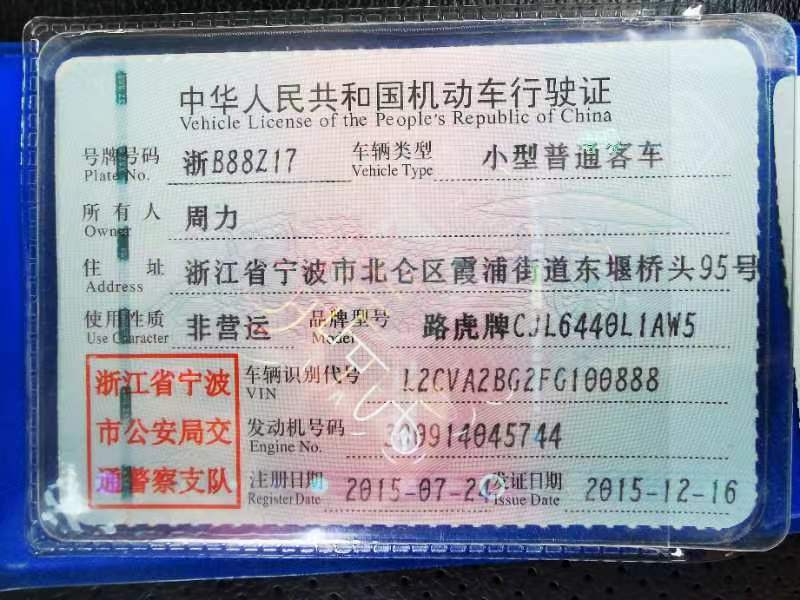 中华人民共和国机动车行驶证
Vehicle License of the People's Republic of China
号牌号码 浙B88Z17 车辆类型 小型普通客车
Plate No. Vehicle Type
所有人 周力
Owner
住址 浙江省宁波市北仑区霞浦街道东堰桥头95号
Address
使用性质 非营运 品牌型号 路虎牌CJL6440L1AW5
Use Character Model
浙江省宁波 车辆识别代号 L2CVA2BG2FG100888
VIN
市公安局交 发动机号码 300914045744
Engine No.
通警察支队 注册日期 2015-07-24 发证日期 2015-12-16
Register Date Issue Date